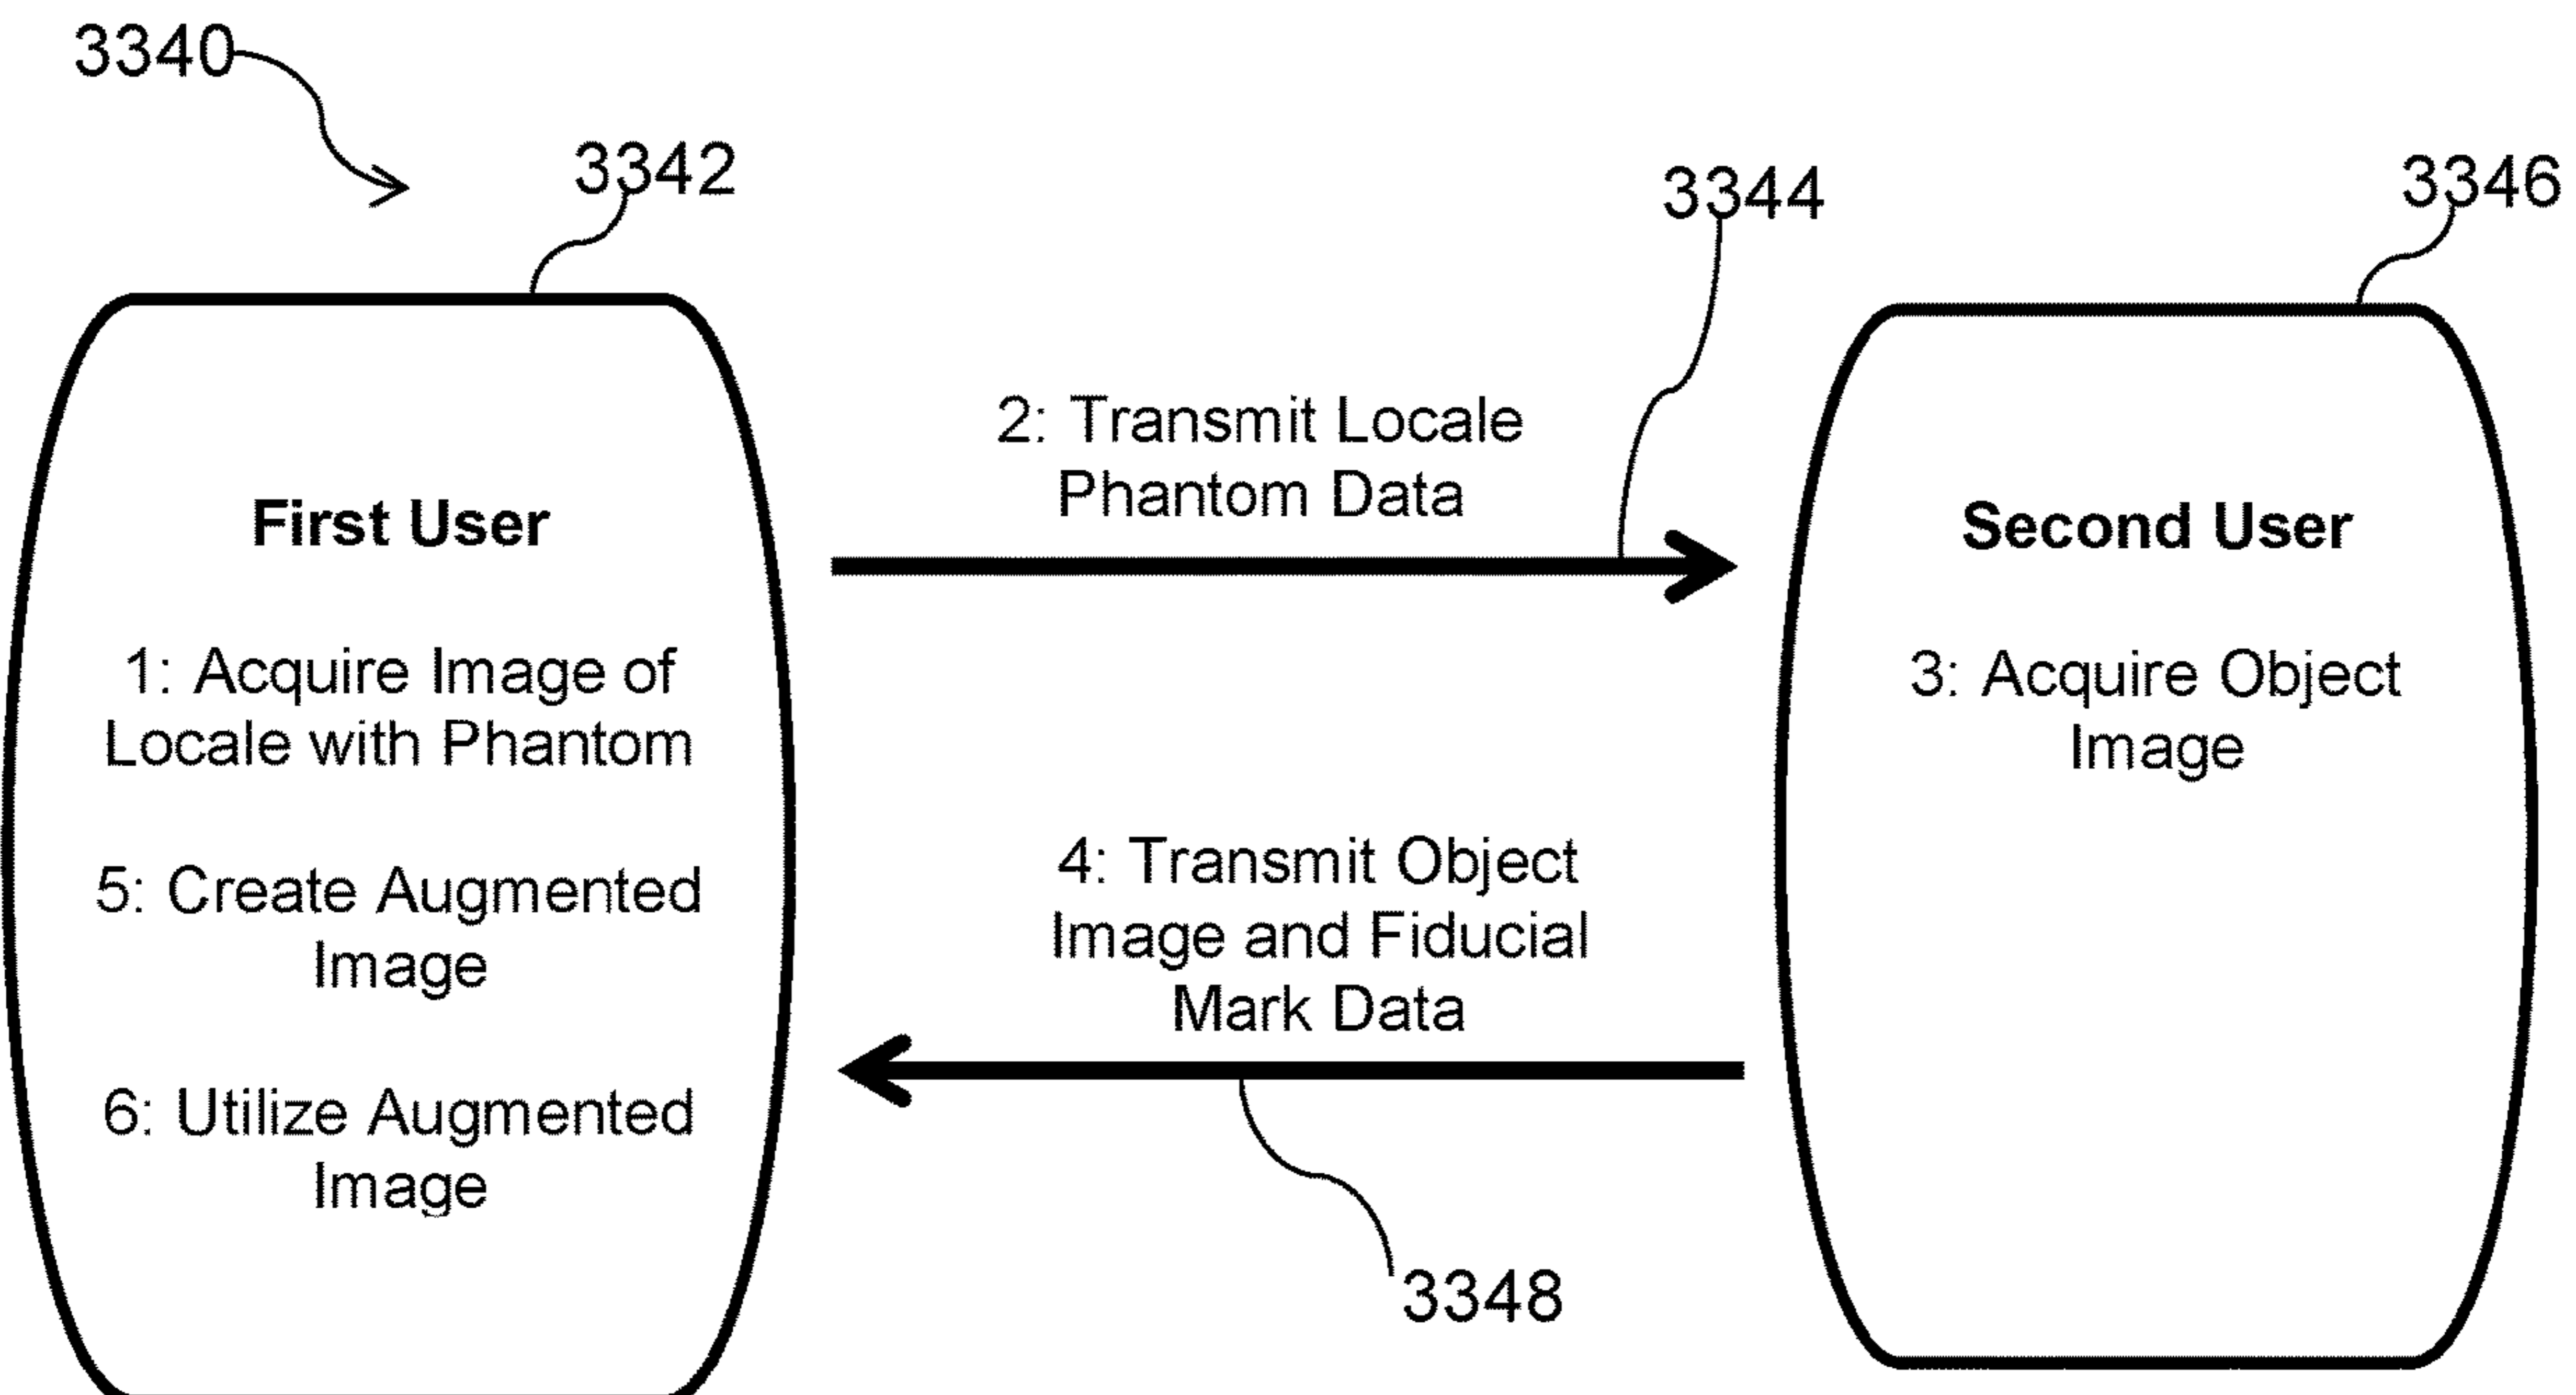 3340
3342
3344
3346
First User
1: Acquire Image of
Locale with Phantom
5: Create Augmented
Image
6: Utilize Augmented
Image
2: Transmit Locale
Phantom Data
4: Transmit Object
Image and Fiducial
Mark Data
3348
Second User
3: Acquire Object
Image